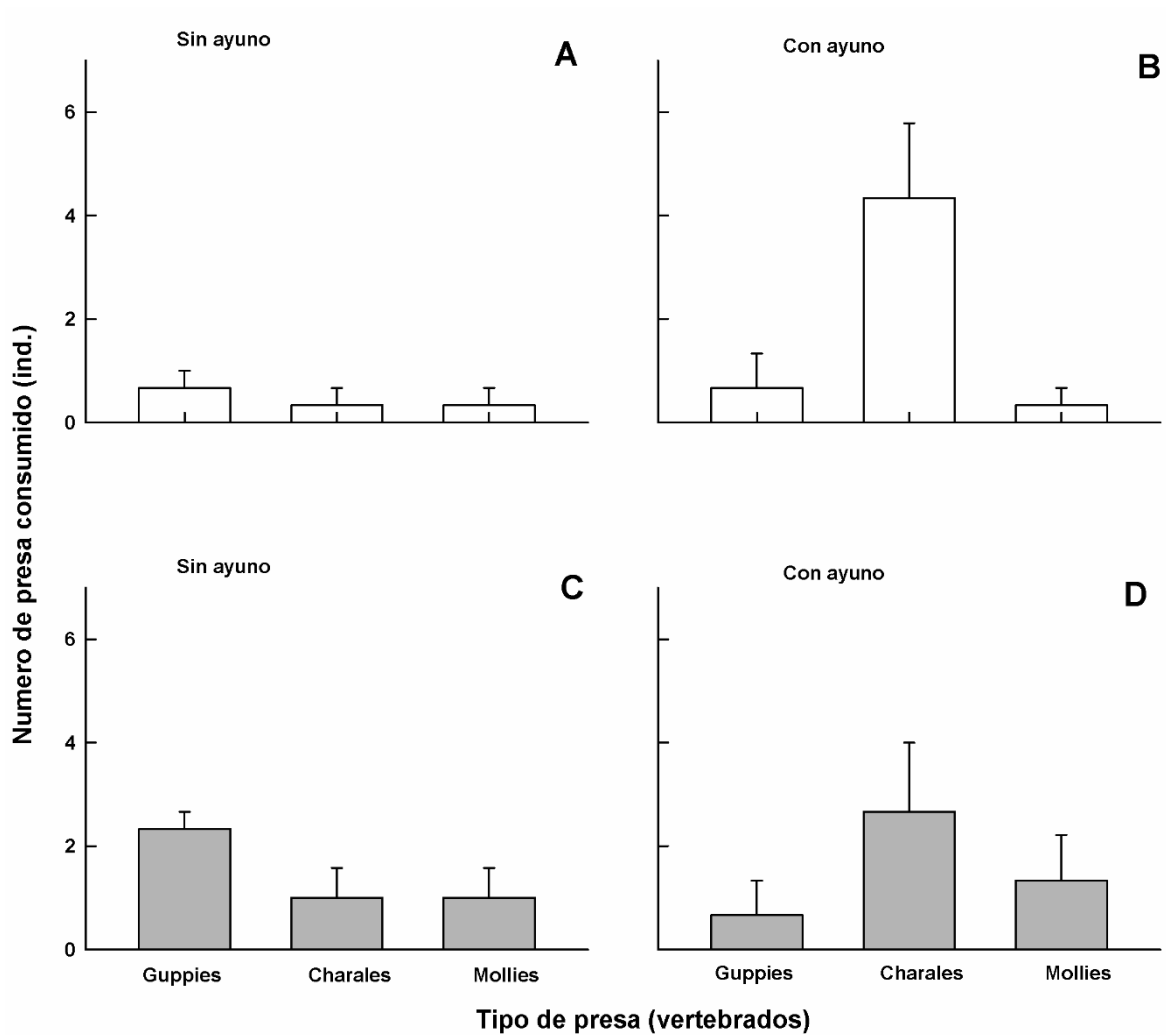 Sin ayuno
A
Con ayuno
B
6
4
2
0
Numero de presa consumido (ind.)
Sin ayuno
C
Con ayuno
D
6
4
2
0
Guppies Charales Mollies
Guppies Charales Mollies
Tipo de presa (vertebrados)